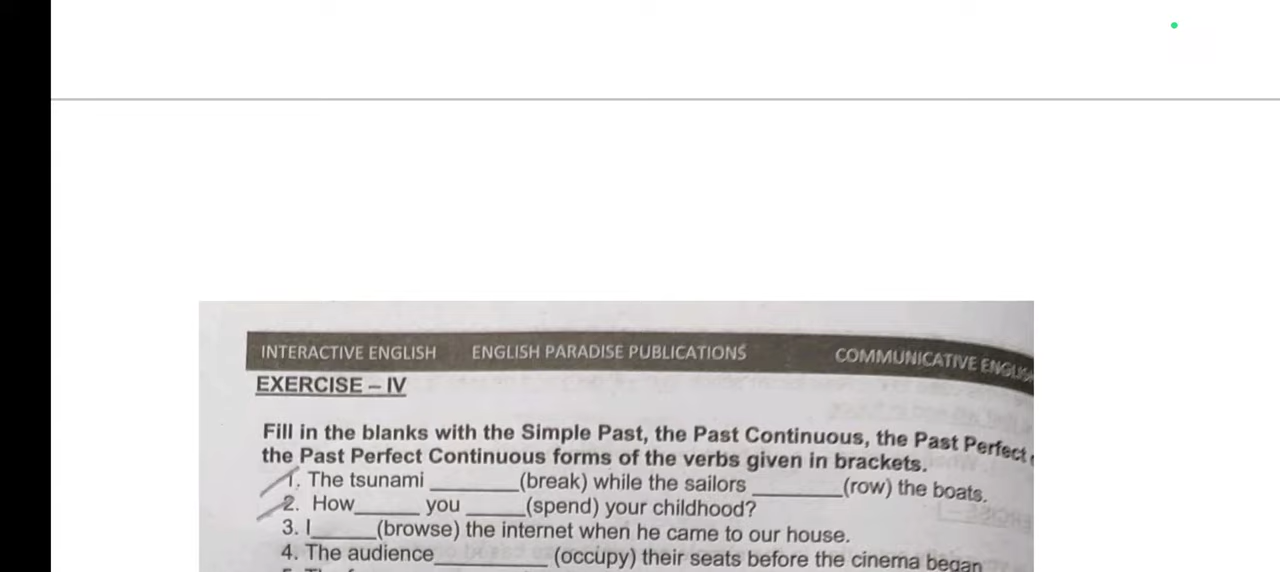 INTERACTIVE ENGLISH ENGLISH PARADISE PUBLICATIONS COMMUNICATIVE
EXERCISE – IV
Fill in the blanks with the Simple Past, the Past Continuous, the Past Perfect
the Past Perfect Continuous forms of the verbs given in brackets.
1. The tsunami ______(break) while the sailors ______(row) the boats.
2. How______ you ______(spend) your childhood?
3. I______(browse) the internet when he came to our house.
4. The audience__________ (occupy) their seats before the cinema began